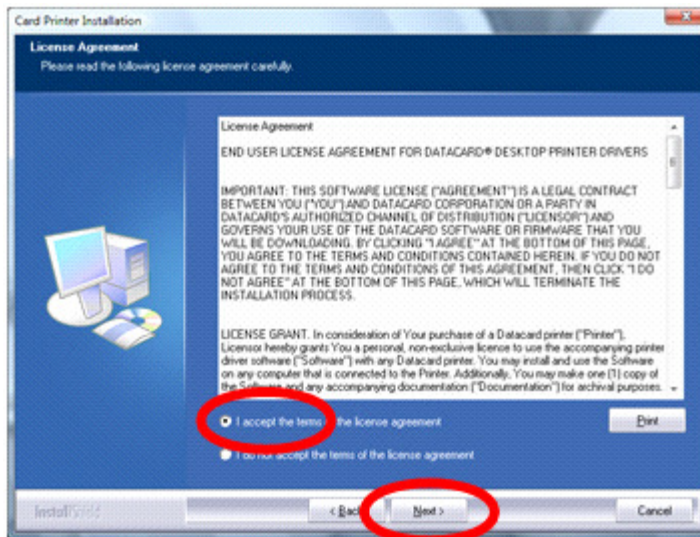 Card Printer Installation
License Agreement
Please read the following license agreement carefully.
License Agreement
END USER LICENSE AGREEMENT FOR DATACARD® DESKTOP PRINTER DRIVERS
IMPORTANT: THIS SOFTWARE LICENSE ("AGREEMENT") IS A LEGAL CONTRACT
BETWEEN YOU ("YOU") AND DATACARD CORPORATION OR A PARTY IN
DATACARD'S AUTHORIZED CHANNEL OF DISTRIBUTION ("LICENSOR") AND
GOVERNS YOUR USE OF THE DATACARD SOFTWARE OR FIRMWARE THAT YOU
WILL BE DOWNLOADING. BY CLICKING "I AGREE" AT THE BOTTOM OF THIS PAGE,
YOU AGREE TO THE TERMS AND CONDITIONS CONTAINED HEREIN. IF YOU DO NOT
AGREE TO THE TERMS AND CONDITIONS OF THIS AGREEMENT, THEN CLICK "I DO
NOT AGREE" AT THE BOTTOM OF THIS PAGE, WHICH WILL TERMINATE THE
INSTALLATION PROCESS.
LICENSE GRANT. In consideration of Your purchase of a Datacard printer ("Printer"),
Licensor hereby grants You a personal, non-exclusive licence to use the accompanying printer
driver software ("Software") with any Datacard printer. You may install and use the Software
on any computer that is connected to the Printer. Additionally, You may make one (1) copy of
the Software and any accompanying documentation ("Documentation") for archival purposes.
I accept the terms of the license agreement
Print
I do not accept the terms of the license agreement
InstallShield
< Back
Next >
Cancel